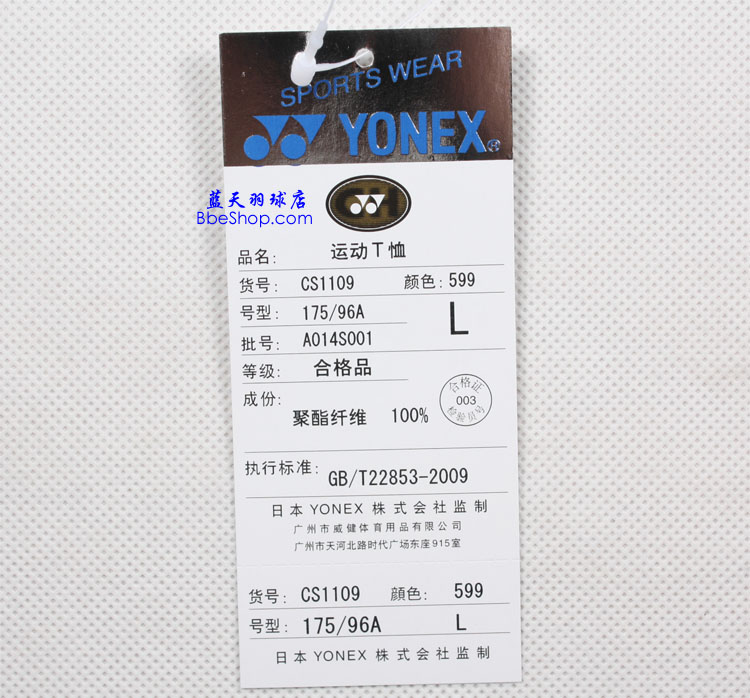 SPORTS WEAR
YONEX®
蓝天羽球店
BbeShop.com
品名: 运动T恤
货号: CS1109 颜色: 599
号型: 175/96A L
批号: A014S001
等级: 合格品
成份:
聚酯纤维 100%
合格证
003
检验员号
执行标准: GB/T22853-2009
日本 YONEX 株式会社监制
广州市威健体育用品有限公司
广州市天河北路时代广场东座915室
货号: CS1109 顔色: 599
号型: 175/96A L
日本 YONEX 株式会社监制